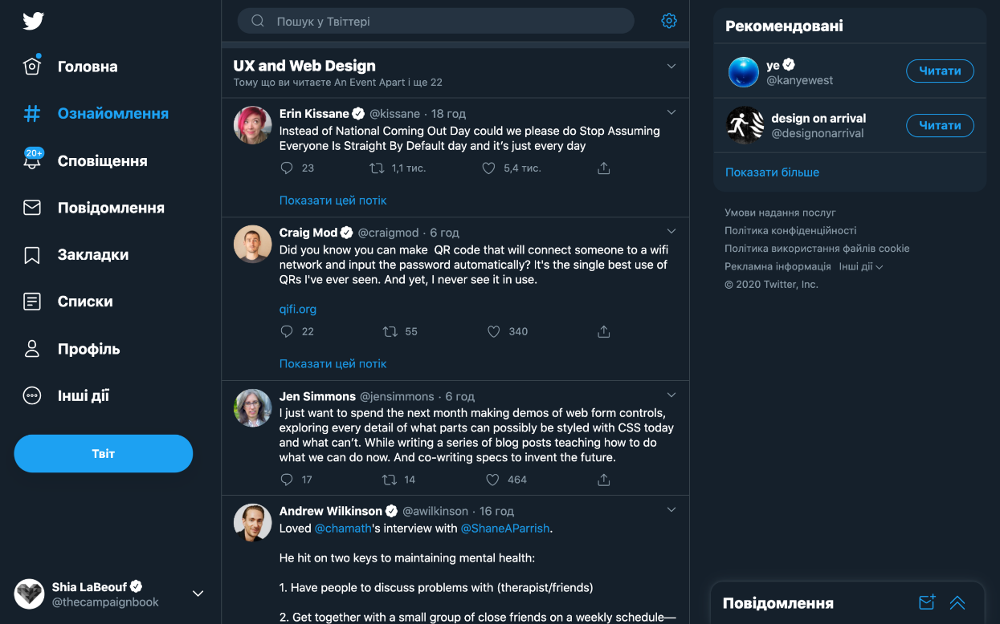 Головна
Ознайомлення
20+
Сповіщення
Повідомлення
Закладки
Списки
Профіль
Інші дії
Твіт
Shia LaBeouf
@thecampaignbook
Пошук у Твіттері
UX and Web Design
Тому що ви читаєте An Event Apart і ще 22
Erin Kissane @kissane · 18 год
Instead of National Coming Out Day could we please do Stop Assuming
Everyone Is Straight By Default day and it’s just every day
23 1,1 тис. 5,4 тис.
Показати цей потік
Craig Mod @craigmod · 6 год
Did you know you can make QR code that will connect someone to a wifi
network and input the password automatically? It's the single best use of
QRs I've ever seen. And yet, I never see it in use.
qifi.org
22 55 340
Показати цей потік
Jen Simmons @jensimmons · 6 год
I just want to spend the next month making demos of web form controls,
exploring every detail of what parts can possibly be styled with CSS today
and what can’t. While writing a series of blog posts teaching how to do
what we can do now. And co-writing specs to invent the future.
17 14 464
Andrew Wilkinson @awilkinson · 16 год
Loved @chamath's interview with @ShaneAParrish.
He hit on two keys to maintaining mental health:
1. Have people to discuss problems with (therapist/friends)
2. Get together with a small group of close friends on a weekly schedule—
Рекомендовані
ye
@kanyewest
Читати
design on arrival
@designonarrival
Читати
Показати більше
Умови надання послуг
Політика конфіденційності
Політика використання файлів cookie
Рекламна інформація Інші дії
© 2020 Twitter, Inc.
Повідомлення